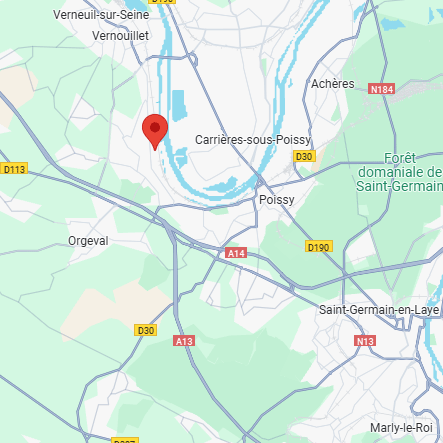 D190
Verneuil-sur-Seine
Vernouillet
Achères
N184
Carrières-sous-Poissy
D30
Forêt
domaniale de
Saint-Germain
D113
Poissy
Orgeval
D190
A14
Saint-Germain-en-Laye
D30
A13
N13
Marly-le-Roi